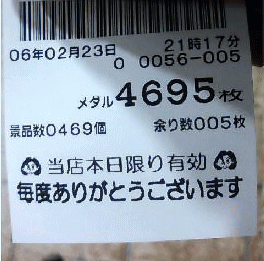 06年02月23日 21時17分
0 0056-005
メダル4695枚
景品数0469個 余り数005枚
当店本日限り有効
毎度ありがとうございます